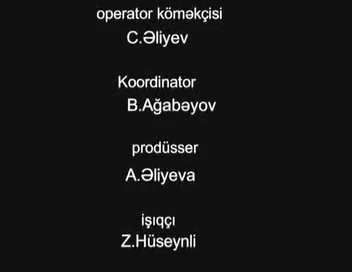 operator köməkçisi
C.Əliyev
Koordinator
B.Ağabəyov
prodüsser
A.Əliyeva
işıqçı
Z.Hüseynli